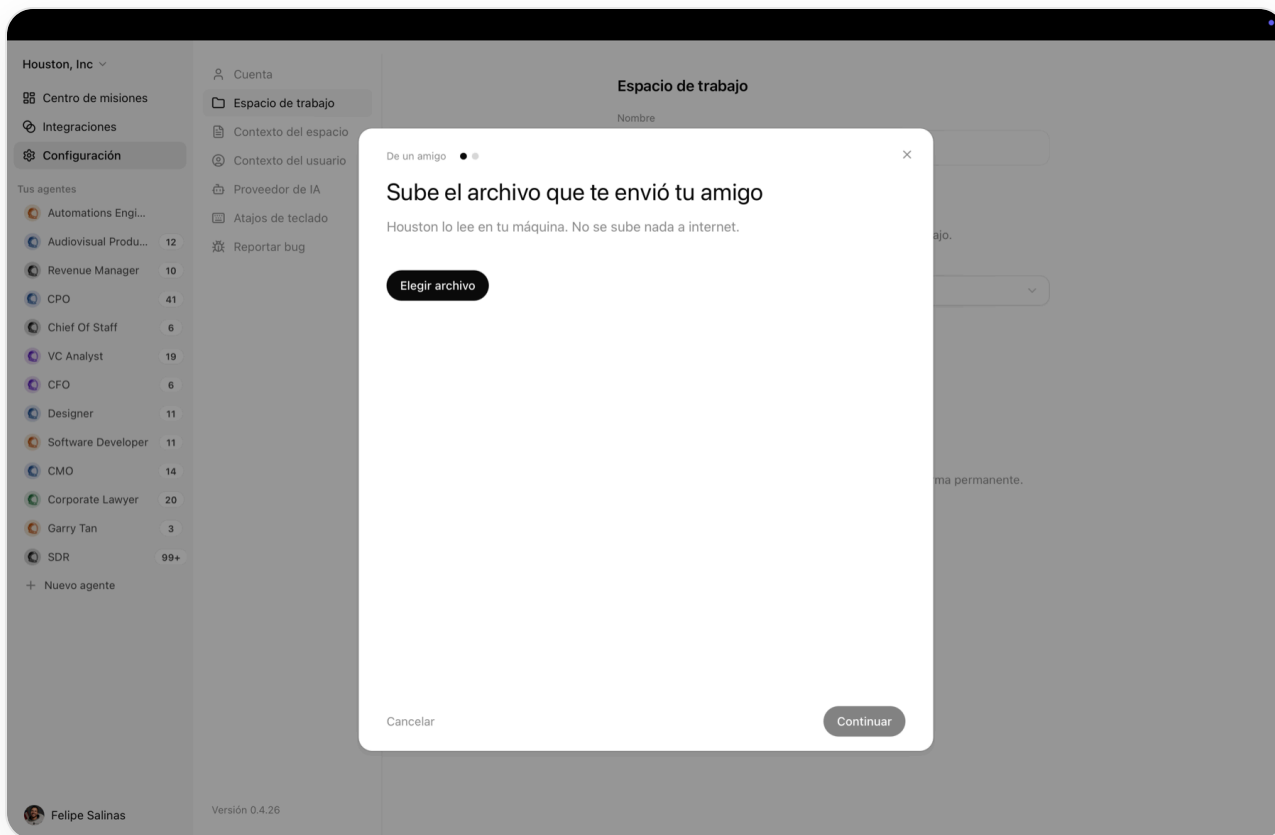 Houston, Inc
Centro de misiones
Integraciones
Configuración
Tus agentes
Automations Engi...
Audiovisual Produ... 12
Revenue Manager 10
CPO 41
Chief Of Staff 6
VC Analyst 19
CFO 6
Designer 11
Software Developer 11
CMO 14
Corporate Lawyer 20
Garry Tan 3
SDR 99+
+ Nuevo agente
Felipe Salinas
Cuenta
Espacio de trabajo
Contexto del espacio
Contexto del usuario
Proveedor de IA
Atajos de teclado
Reportar bug
Versión 0.4.26
Espacio de trabajo
Nombre
ajo.
ma permanente.
De un amigo
Sube el archivo que te envió tu amigo
Houston lo lee en tu máquina. No se sube nada a internet.
Elegir archivo
Cancelar
Continuar